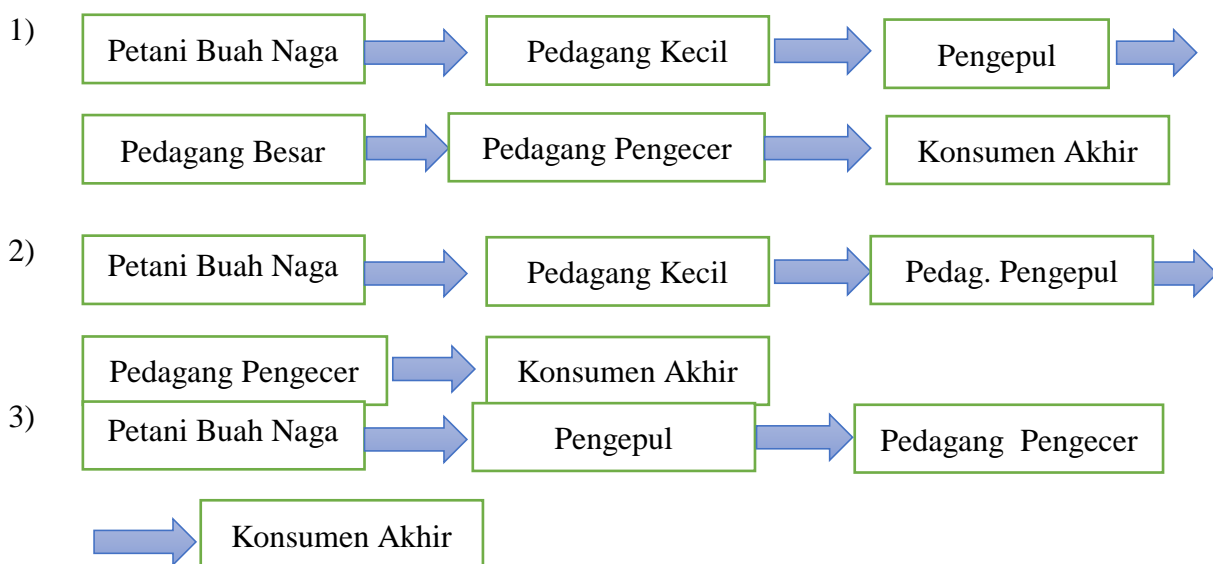 1) Petani Buah Naga Pedagang Kecil Pengepul
Pedagang Besar Pedagang Pengecer Konsumen Akhir
2) Petani Buah Naga Pedagang Kecil Pedag. Pengepul
Pedagang Pengecer Konsumen Akhir
3) Petani Buah Naga Pengepul Pedagang Pengecer
Konsumen Akhir